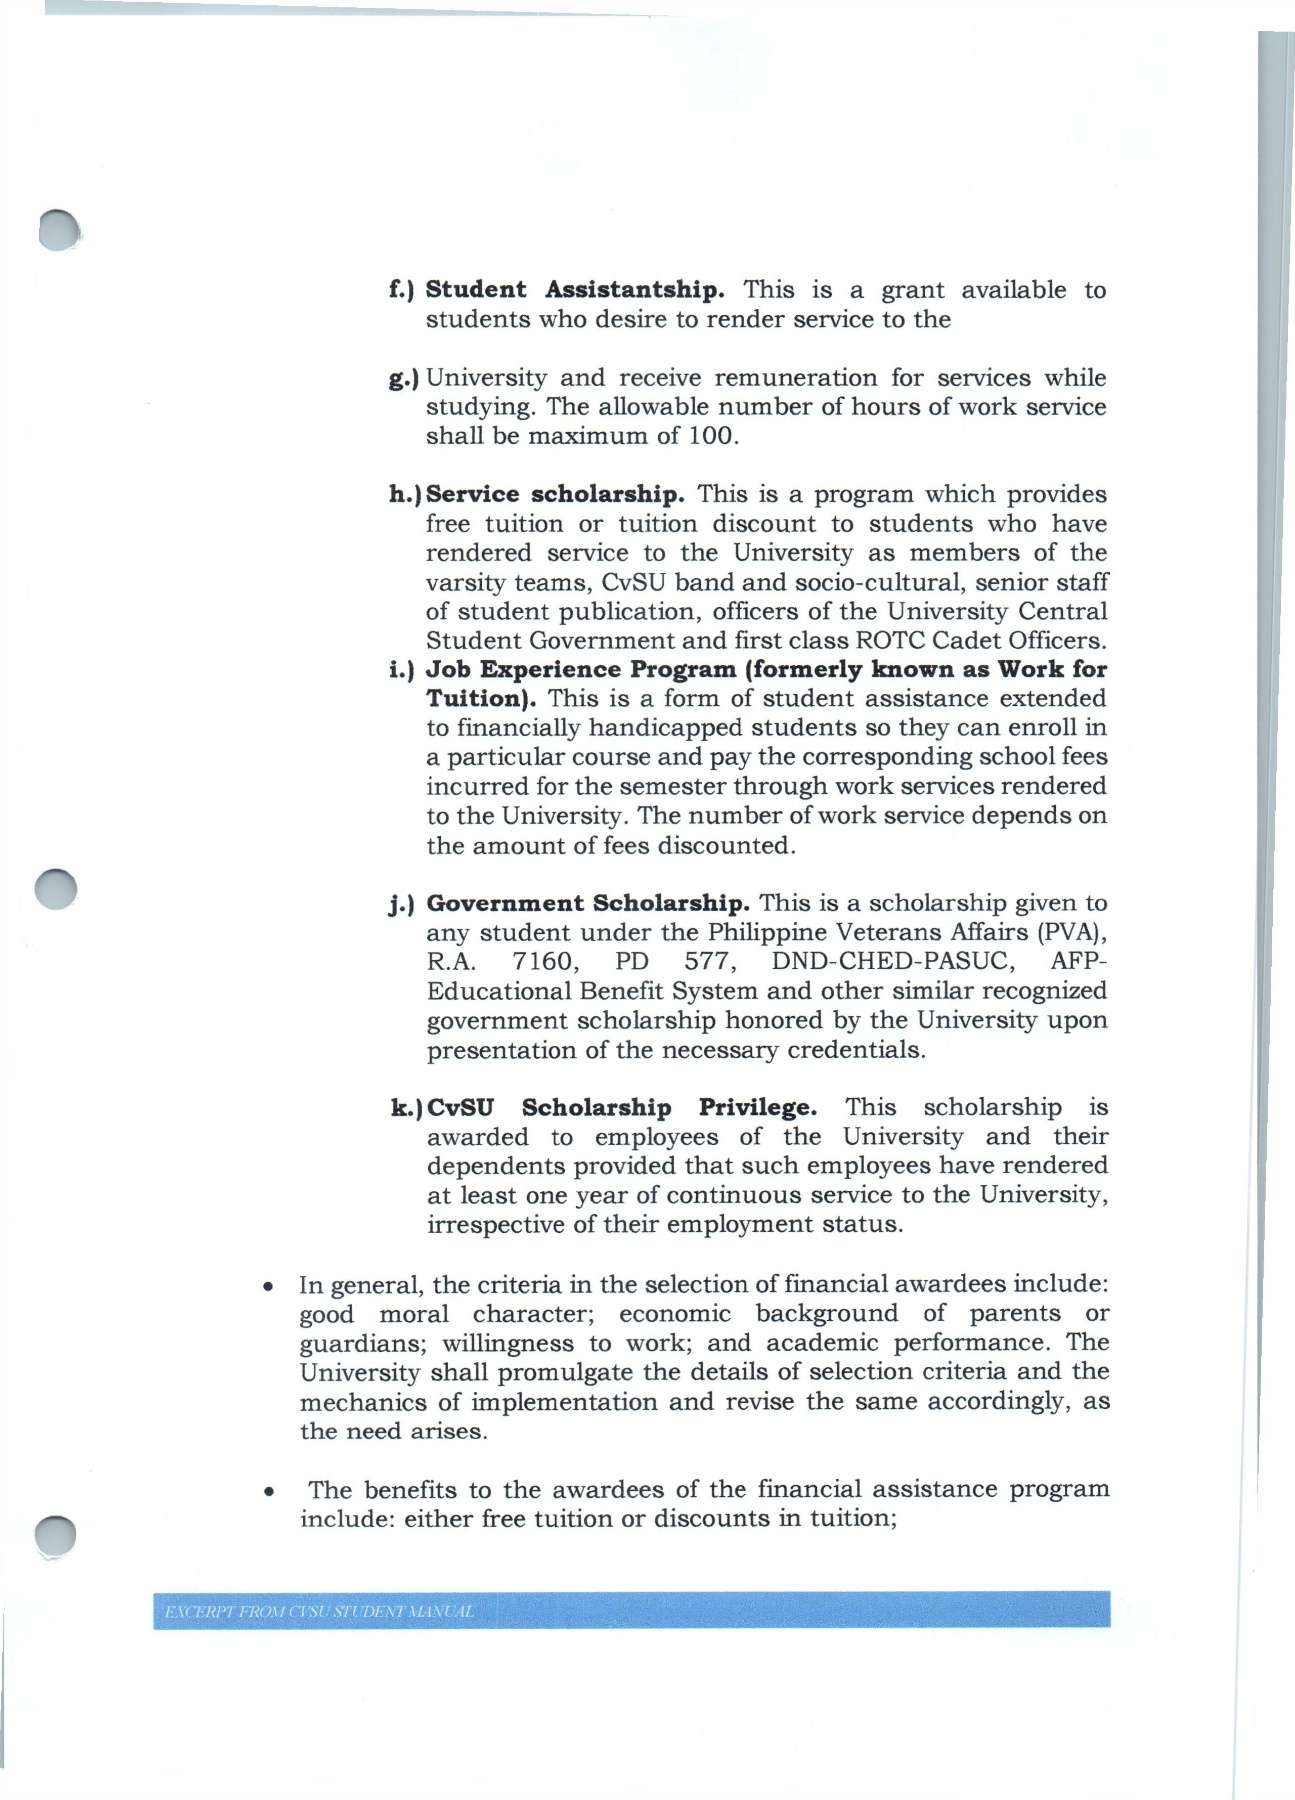 f.) Student Assistantship. This is a grant available to
students who desire to render service to the
g.) University and receive remuneration for services while
studying. The allowable number of hours of work service
shall be maximum of 100.
h.) Service scholarship. This is a program which provides
free tuition or tuition discount to students who have
rendered service to the University as members of the
varsity teams, CvSU band and socio-cultural, senior staff
of student publication, officers of the University Central
Student Government and first class ROTC Cadet Officers.
i.) Job Experience Program (formerly known as Work for
Tuition). This is a form of student assistance extended
to financially handicapped students so they can enroll in
a particular course and pay the corresponding school fees
incurred for the semester through work services rendered
to the University. The number of work service depends on
the amount of fees discounted.
j.) Government Scholarship. This is a scholarship given to
any student under the Philippine Veterans Affairs (PVA),
R.A. 7160, PD 577, DND-CHED-PASUC, AFP-
Educational Benefit System and other similar recognized
government scholarship honored by the University upon
presentation of the necessary credentials.
k.) CvSU Scholarship Privilege. This scholarship is
awarded to employees of the University and their
dependents provided that such employees have rendered
at least one year of continuous service to the University,
irrespective of their employment status.
• In general, the criteria in the selection of financial awardees include:
good moral character; economic background of parents or
guardians; willingness to work; and academic performance. The
University shall promulgate the details of selection criteria and the
mechanics of implementation and revise the same accordingly, as
the need arises.
• The benefits to the awardees of the financial assistance program
include: either free tuition or discounts in tuition;
EXCERPT FROM CVSU STUDENT MANUAL